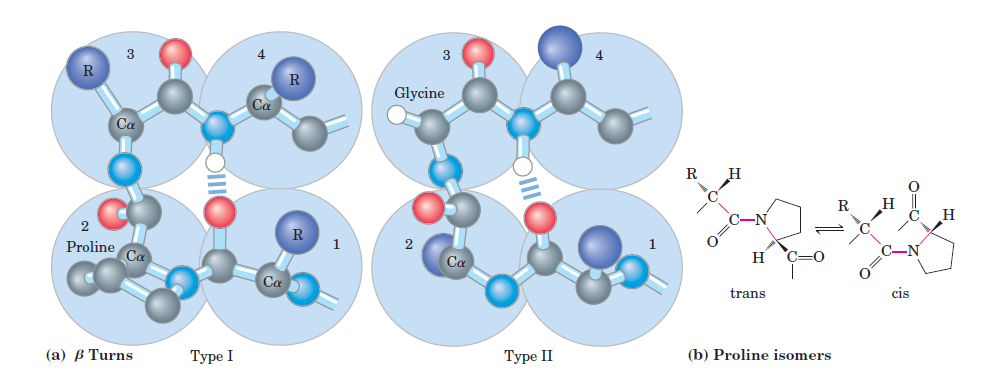 3
4
R
R
Cα
Cα
2
Proline
Cα
R
1
Cα
3
4
Glycine
2
Cα
1
R
H
C
C
N
O
H
C
O
R
H
C
O
C
H
C
N
O
trans
cis
(a) β Turns
Type I
Type II
(b) Proline isomers